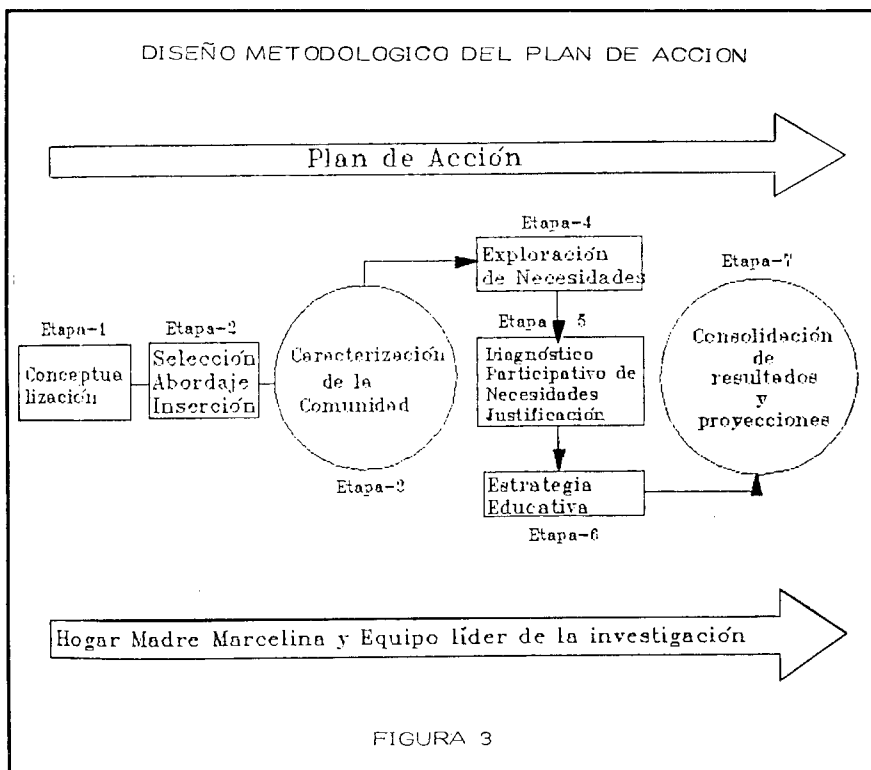 DISEÑO METODOLOGICO DEL PLAN DE ACCION
Plan de Acción
Etapa-1
Conceptua
lización
Etapa-2
Selección
Abordaje
Inserción
Caracterización
de la
Comunidad
Etapa-3
Etapa-4
Exploración
de Necesidades
Etapa 5
Diagnóstico
Participativo de
Necesidades
Justificación
Estrategia
Educativa
Etapa-6
Etapa-7
Consolidación
de
resultados
y
proyecciones
Hogar Madre Marcelina y Equipo líder de la investigación
FIGURA 3